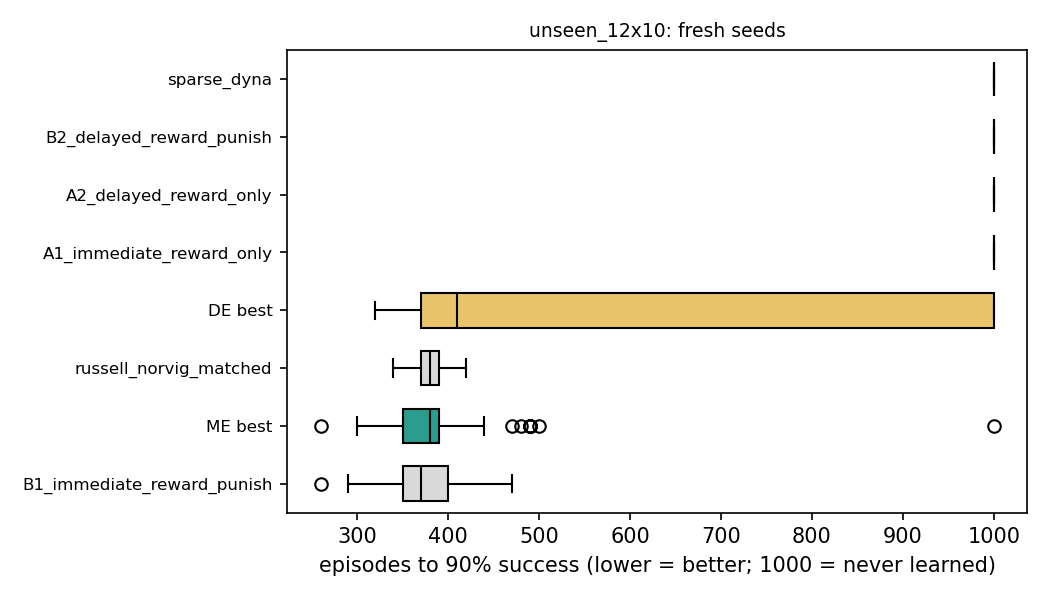 unseen_12x10: fresh seeds
sparse_dyna
B2_delayed_reward_punish
A2_delayed_reward_only
A1_immediate_reward_only
DE best
russell_norvig_matched
ME best
B1_immediate_reward_punish
300 400 500 600 700 800 900 1000
episodes to 90% success (lower = better; 1000 = never learned)